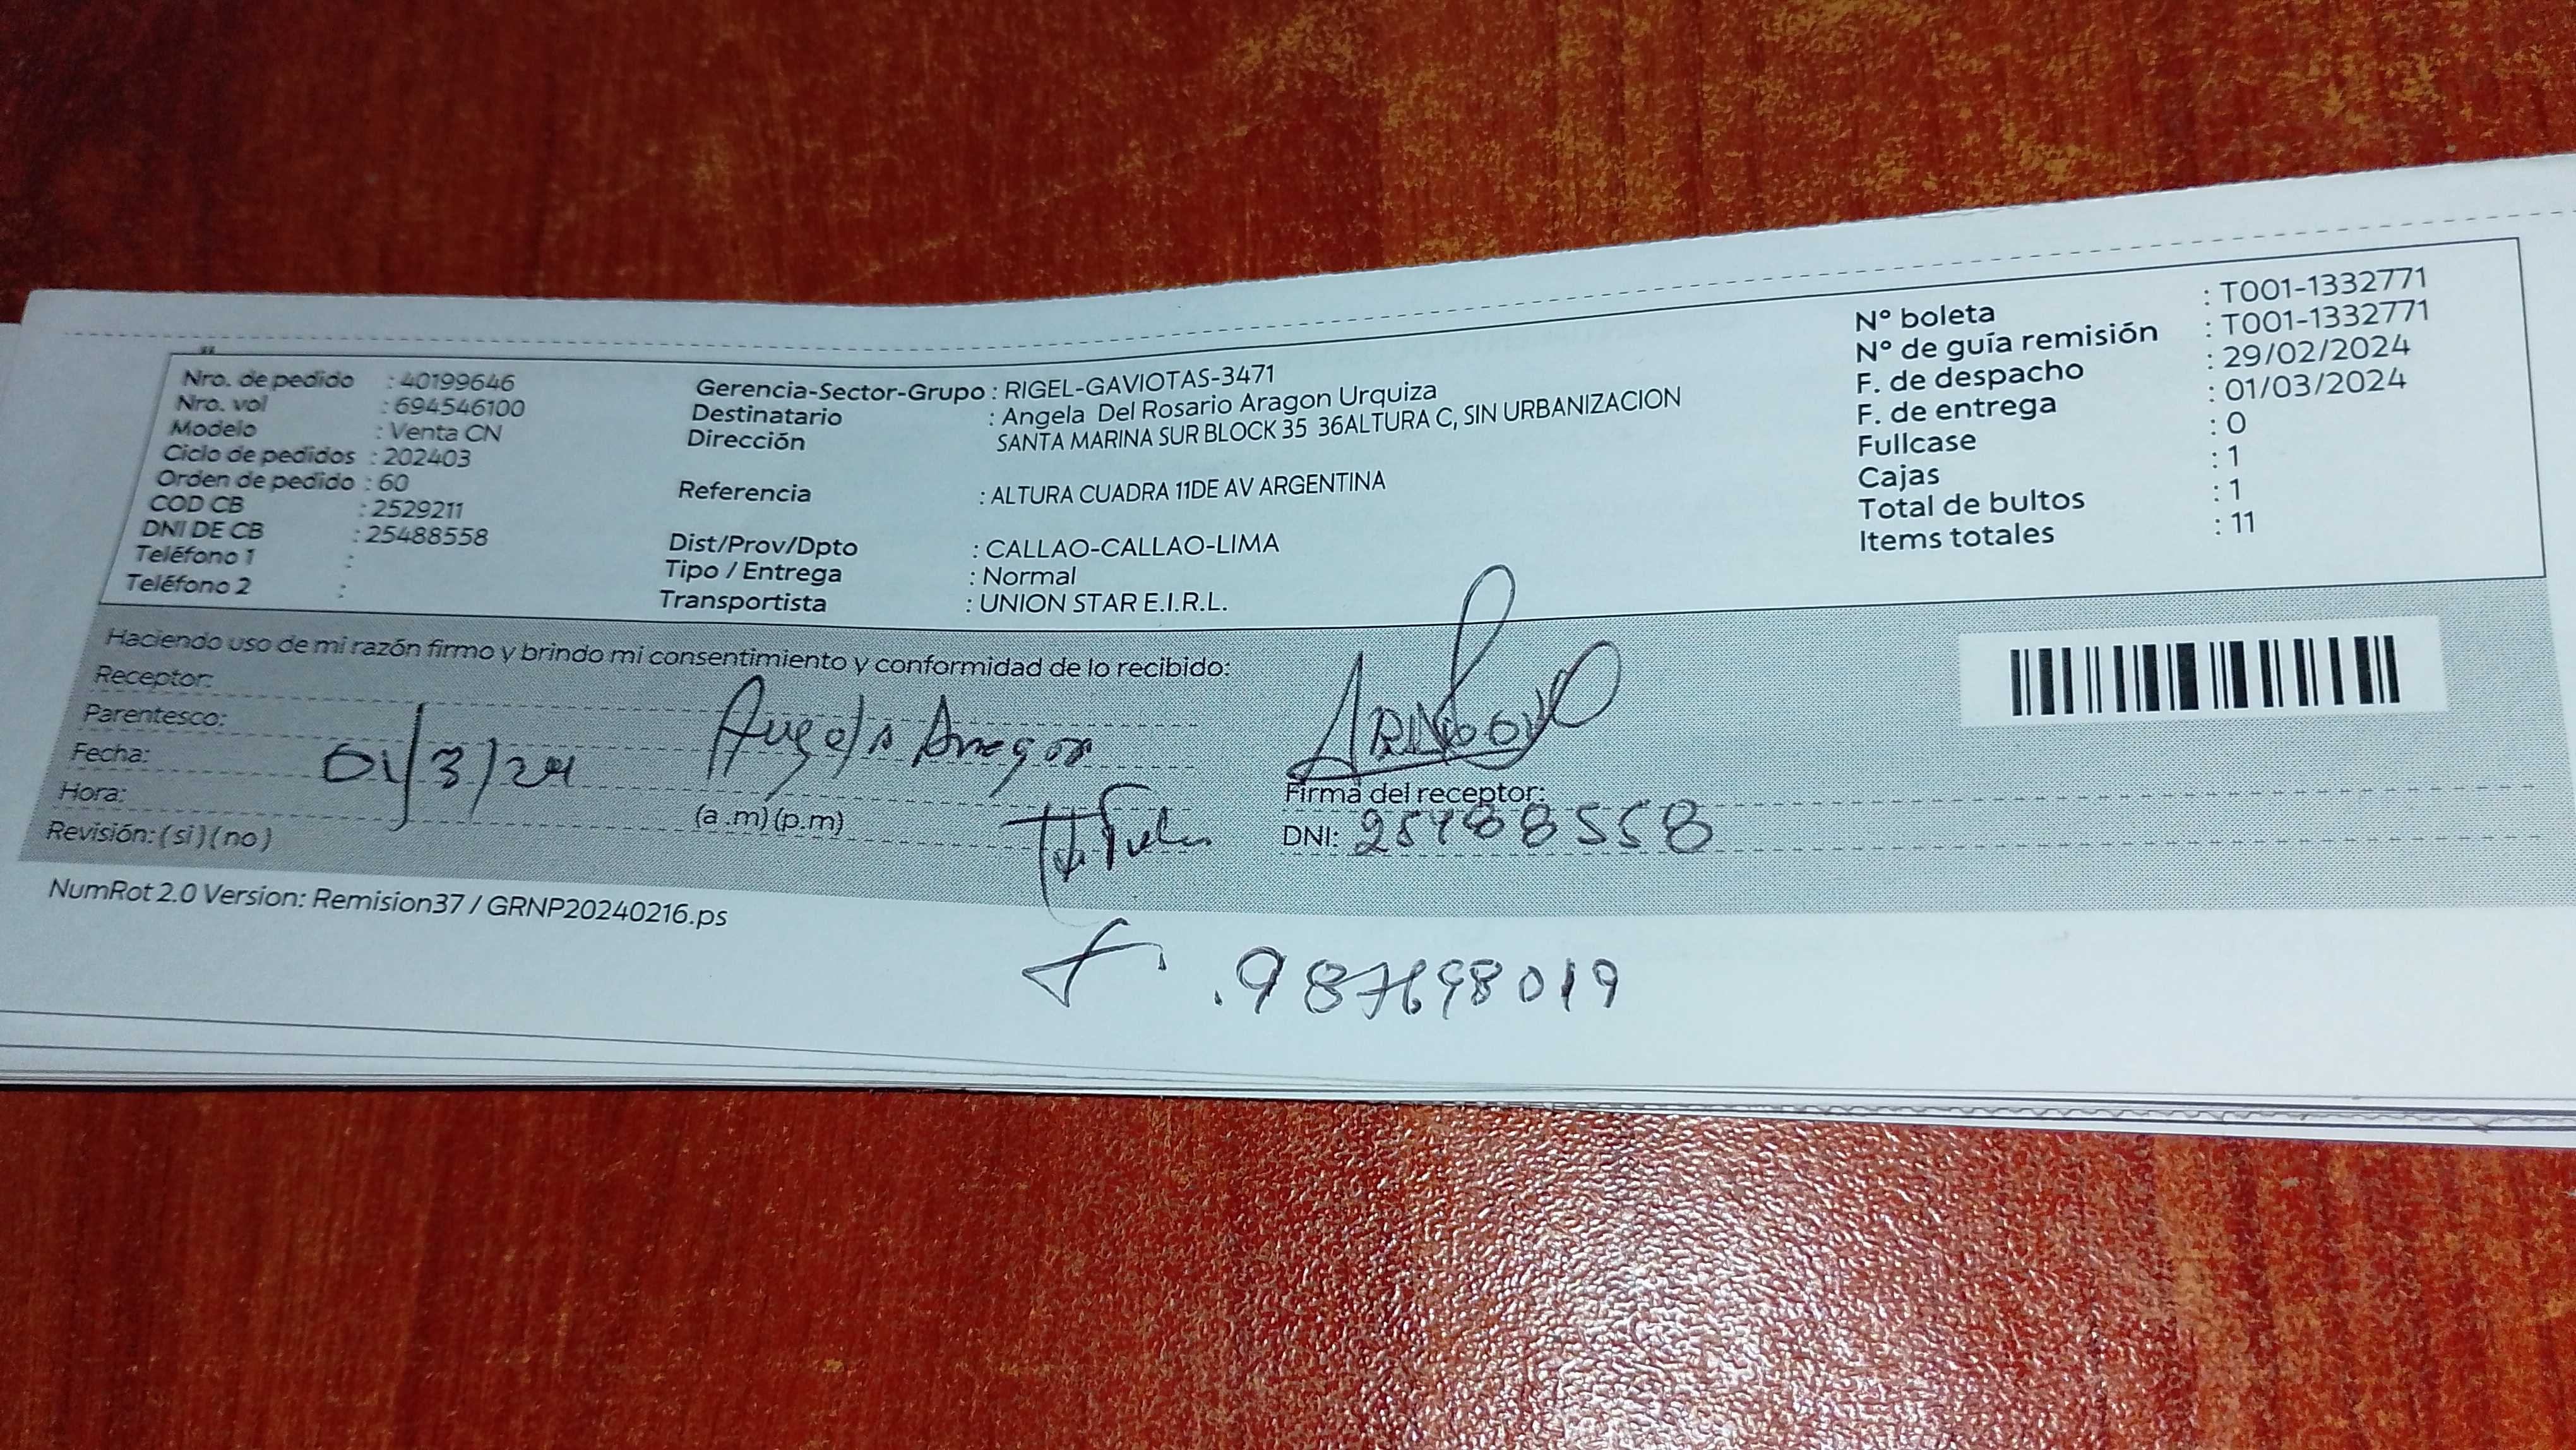 Nro. de pedido : 40199646
Nro. vol : 694546100
Modelo : Venta CN
Ciclo de pedidos : 202403
Orden de pedido : 60
COD CB : 2529211
DNI DE CB : 25488558
Teléfono 1 :
Teléfono 2 :
Gerencia-Sector-Grupo : RIGEL-GAVIOTAS-3471
Destinatario : Angela Del Rosario Aragon Urquiza
Dirección SANTA MARINA SUR BLOCK 35 36ALTURA C, SIN URBANIZACION
Referencia : ALTURA CUADRA 11DE AV ARGENTINA
Dist/Prov/Dpto : CALLAO-CALLAO-LIMA
Tipo / Entrega : Normal
Transportista : UNION STAR E.I.R.L.
Nº boleta : T001-1332771
Nº de guía remisión : T001-1332771
F. de despacho : 29/02/2024
F. de entrega : 01/03/2024
Fullcase : 0
Cajas : 1
Total de bultos : 1
Items totales : 11
Haciendo uso de mi razón firmo y brindo mi consentimiento y conformidad de lo recibido:
Receptor:
Parentesco:
Fecha: 01/3/24 Angela Aragon
Hora: (a.m)(p.m)
Revisión: (si)(no)
Firma del receptor:
DNI: 25488558
NumRot 2.0 Version: Remision37 / GRNP20240216.ps
.987698019